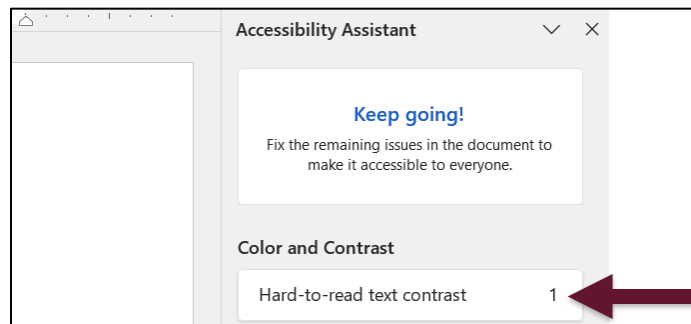 Accessibility Assistant
Keep going!
Fix the remaining issues in the document to
make it accessible to everyone.
Color and Contrast
Hard-to-read text contrast 1